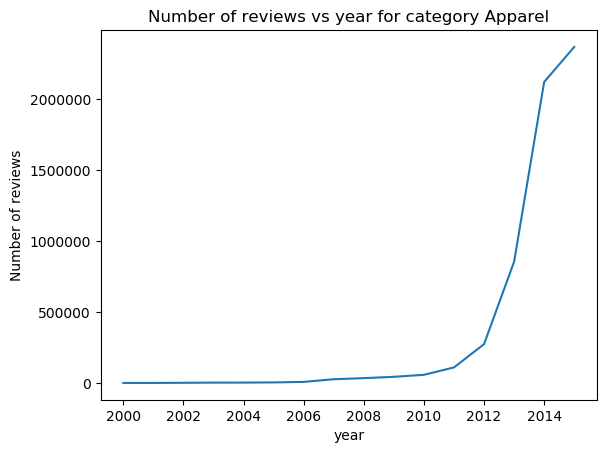 Number of reviews vs year for category Apparel
2000000
1500000
1000000
500000
0
Number of reviews
2000 2002 2004 2006 2008 2010 2012 2014
year